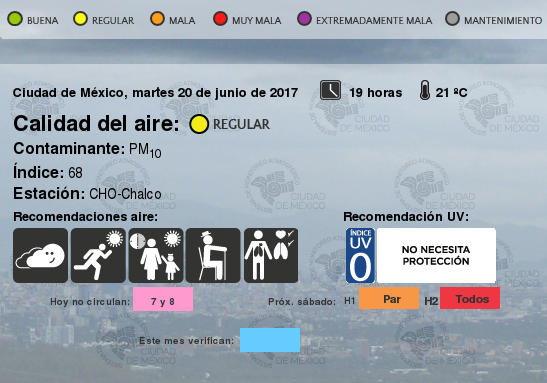 BUENA REGULAR MALA MUY MALA EXTREMADAMENTE MALA MANTENIMIENTO
Ciudad de México, martes 20 de junio de 2017 19 horas 21 ºC
Calidad del aire: REGULAR
Contaminante: PM10
Índice: 68
Estación: CHO-Chalco
Recomendaciones aire: Recomendación UV:
ÍNDICE
UV
0
NO NECESITA
PROTECCIÓN
Hoy no circulan: 7 y 8 Próx. sábado: H1 Par H2 Todos
Este mes verifican: